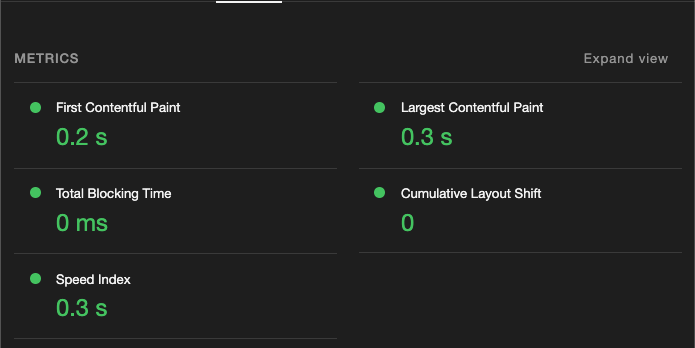 METRICS
Expand view
First Contentful Paint
0.2 s
Largest Contentful Paint
0.3 s
Total Blocking Time
0 ms
Cumulative Layout Shift
0
Speed Index
0.3 s